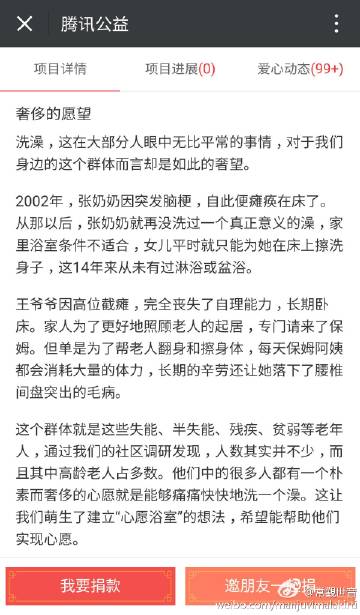 腾讯公益
项目详情 项目进展(0) 爱心动态(99+)
奢侈的愿望
洗澡，这在大部分人眼中无比平常的事情，对于我们
身边的这个群体而言却是如此的奢望。
2002年，张奶奶因突发脑梗，自此便瘫痪在床了。
从那以后，张奶奶就再没洗过一个真正意义的澡，家
里浴室条件不适合，女儿平时就只能为她在床上擦洗
身子，这14年来从未有过淋浴或盆浴。
王爷爷因高位截瘫，完全丧失了自理能力，长期卧
床。家人为了更好地照顾老人的起居，专门请来了保
姆。但单是为了帮老人翻身和擦身体，每天保姆阿姨
都会消耗大量的体力，长期的辛劳还让她落下了腰椎
间盘突出的毛病。
这个群体就是这些失能、半失能、残疾、贫弱等老年
人，通过我们的社区调研发现，人数其实并不少，而
且其中高龄老人占多数。他们中的很多人都有一个朴
素而奢侈的心愿就是能够痛痛快快地洗一个澡。这让
我们萌生了建立“心愿浴室”的想法，希望能帮助他们
实现心愿。
我要捐款 邀朋友一起捐